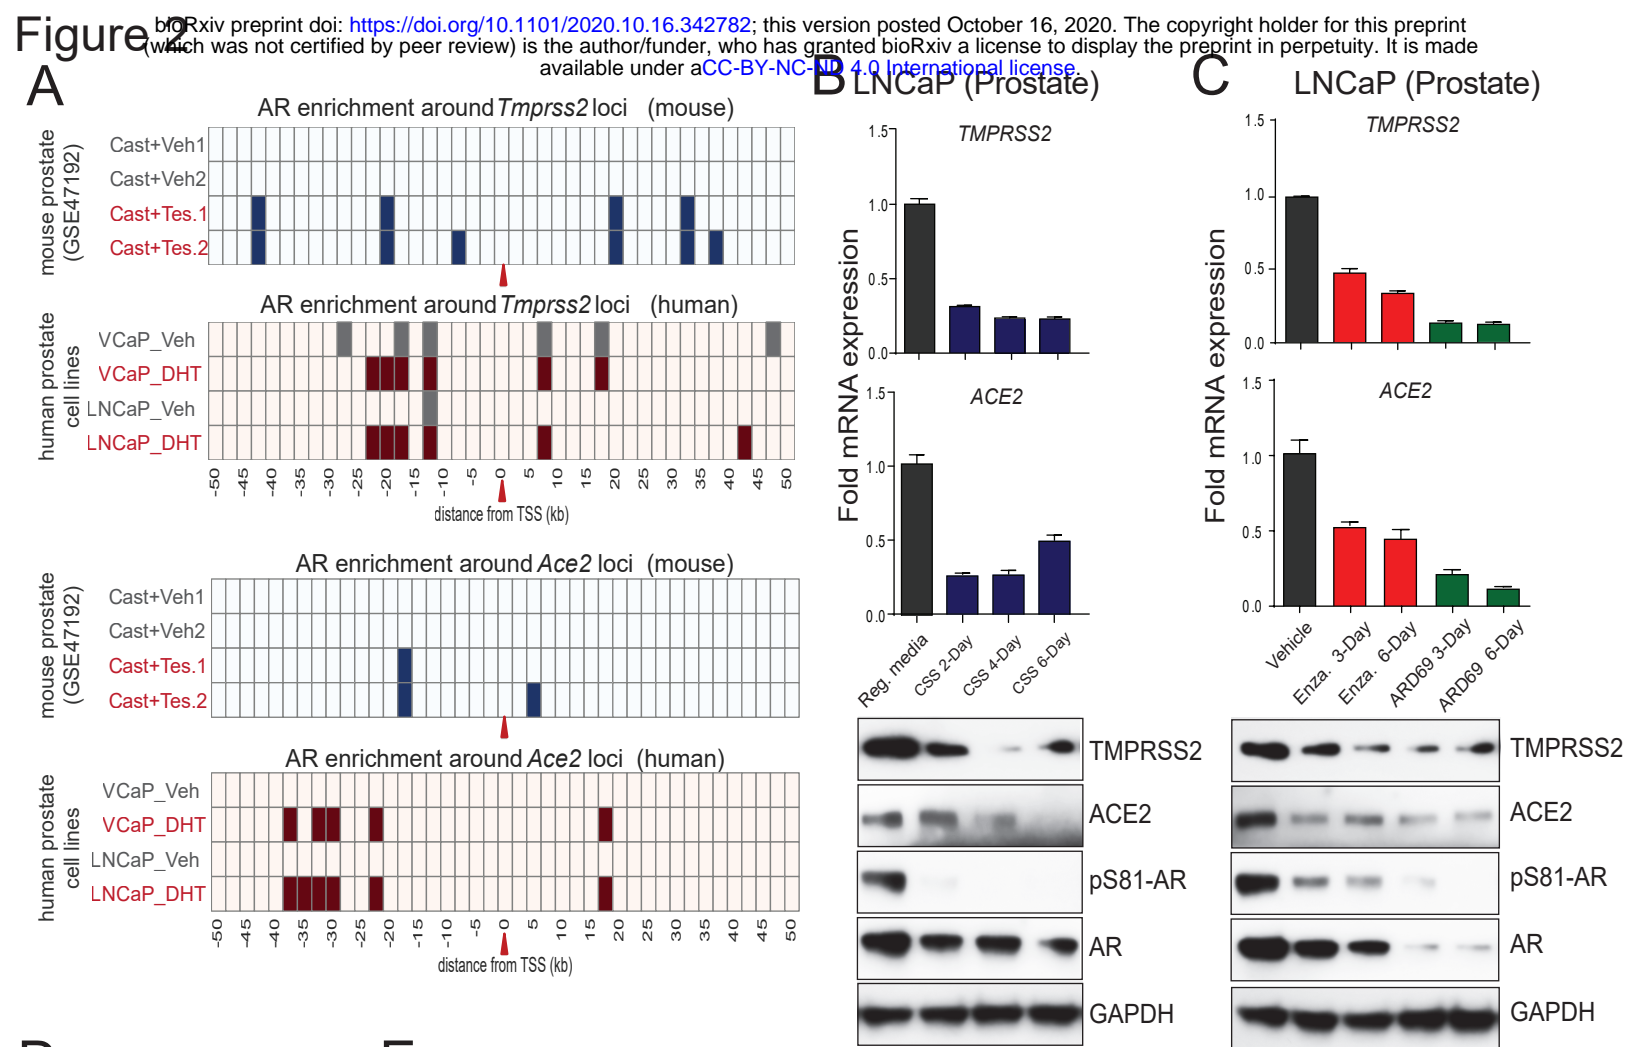 Figure 2
bioRxiv preprint doi: https://doi.org/10.1101/2020.10.16.342782; this version posted October 16, 2020. The copyright holder for this preprint
(which was not certified by peer review) is the author/funder, who has granted bioRxiv a license to display the preprint in perpetuity. It is made
available under aCC-BY-NC-ND 4.0 International license.
A
AR enrichment around Tmprss2 loci (mouse)
mouse prostate
(GSE47192)
Cast+Veh1
Cast+Veh2
Cast+Tes.1
Cast+Tes.2
AR enrichment around Tmprss2 loci (human)
human prostate
cell lines
VCaP_Veh
VCaP_DHT
LNCaP_Veh
LNCaP_DHT
-50 -45 -40 -35 -30 -25 -20 -15 -10 -5 0 5 10 15 20 25 30 35 40 45 50
distance from TSS (kb)
AR enrichment around Ace2 loci (mouse)
mouse prostate
(GSE47192)
Cast+Veh1
Cast+Veh2
Cast+Tes.1
Cast+Tes.2
AR enrichment around Ace2 loci (human)
human prostate
cell lines
VCaP_Veh
VCaP_DHT
LNCaP_Veh
LNCaP_DHT
-50 -45 -40 -35 -30 -25 -20 -15 -10 -5 0 5 10 15 20 25 30 35 40 45 50
distance from TSS (kb)
B
LNCaP (Prostate)
Fold mRNA expression
TMPRSS2
1.5
1.0
0.5
0.0
ACE2
1.5
1.0
0.5
0.0
Reg. media
CSS 2-Day
CSS 4-Day
CSS 6-Day
TMPRSS2
ACE2
pS81-AR
AR
GAPDH
C
LNCaP (Prostate)
Fold mRNA expression
TMPRSS2
1.5
1.0
0.5
0.0
ACE2
1.5
1.0
0.5
0.0
Vehicle
Enza. 3-Day
Enza. 6-Day
ARD69 3-Day
ARD69 6-Day
TMPRSS2
ACE2
pS81-AR
AR
GAPDH